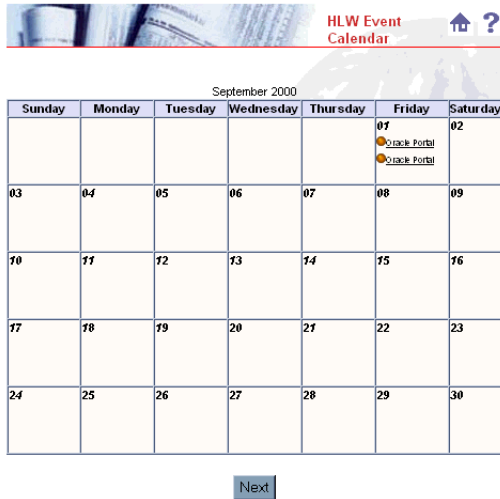 HLW Event
Calendar
?
September 2000
Sunday Monday Tuesday Wednesday Thursday Friday Saturday
01 02
Oracle Portal
Oracle Portal
03 04 05 06 07 08 09
10 11 12 13 14 15 16
17 18 19 20 21 22 23
24 25 26 27 28 29 30
Next